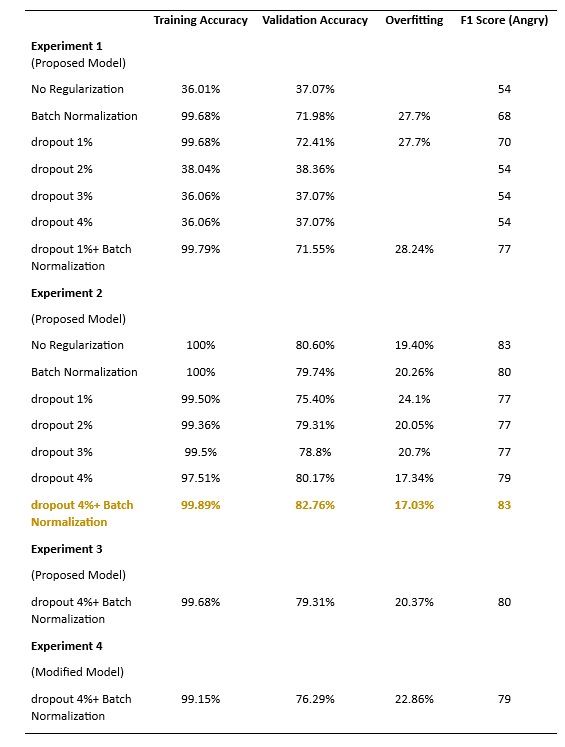 Training Accuracy Validation Accuracy Overfitting F1 Score (Angry)
Experiment 1
(Proposed Model)
No Regularization 36.01% 37.07% 54
Batch Normalization 99.68% 71.98% 27.7% 68
dropout 1% 99.68% 72.41% 27.7% 70
dropout 2% 38.04% 38.36% 54
dropout 3% 36.06% 37.07% 54
dropout 4% 36.06% 37.07% 54
dropout 1%+ Batch 99.79% 71.55% 28.24% 77
Normalization
Experiment 2
(Proposed Model)
No Regularization 100% 80.60% 19.40% 83
Batch Normalization 100% 79.74% 20.26% 80
dropout 1% 99.50% 75.40% 24.1% 77
dropout 2% 99.36% 79.31% 20.05% 77
dropout 3% 99.5% 78.8% 20.7% 77
dropout 4% 97.51% 80.17% 17.34% 79
dropout 4%+ Batch 99.89% 82.76% 17.03% 83
Normalization
Experiment 3
(Proposed Model)
dropout 4%+ Batch 99.68% 79.31% 20.37% 80
Normalization
Experiment 4
(Modified Model)
dropout 4%+ Batch 99.15% 76.29% 22.86% 79
Normalization